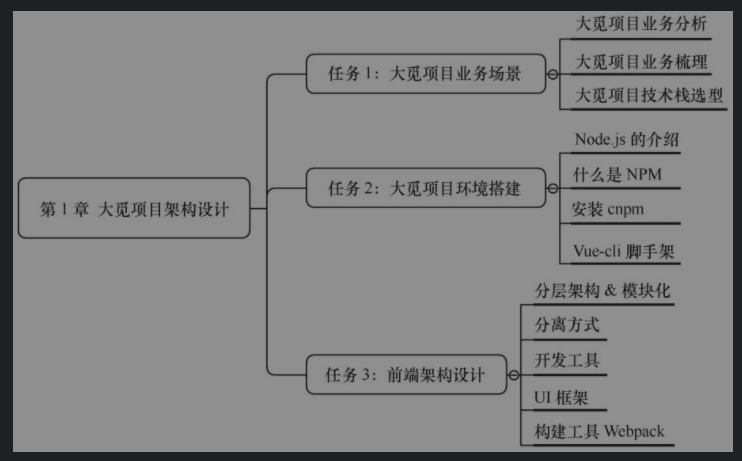 第 1 章 大觅项目架构设计
任务 1：大觅项目业务场景
大觅项目业务分析
大觅项目业务梳理
大觅项目技术栈选型
任务 2：大觅项目环境搭建
Node.js 的介绍
什么是 NPM
安装 cnpm
Vue-cli 脚手架
任务 3：前端架构设计
分层架构 & 模块化
分离方式
开发工具
UI 框架
构建工具 Webpack